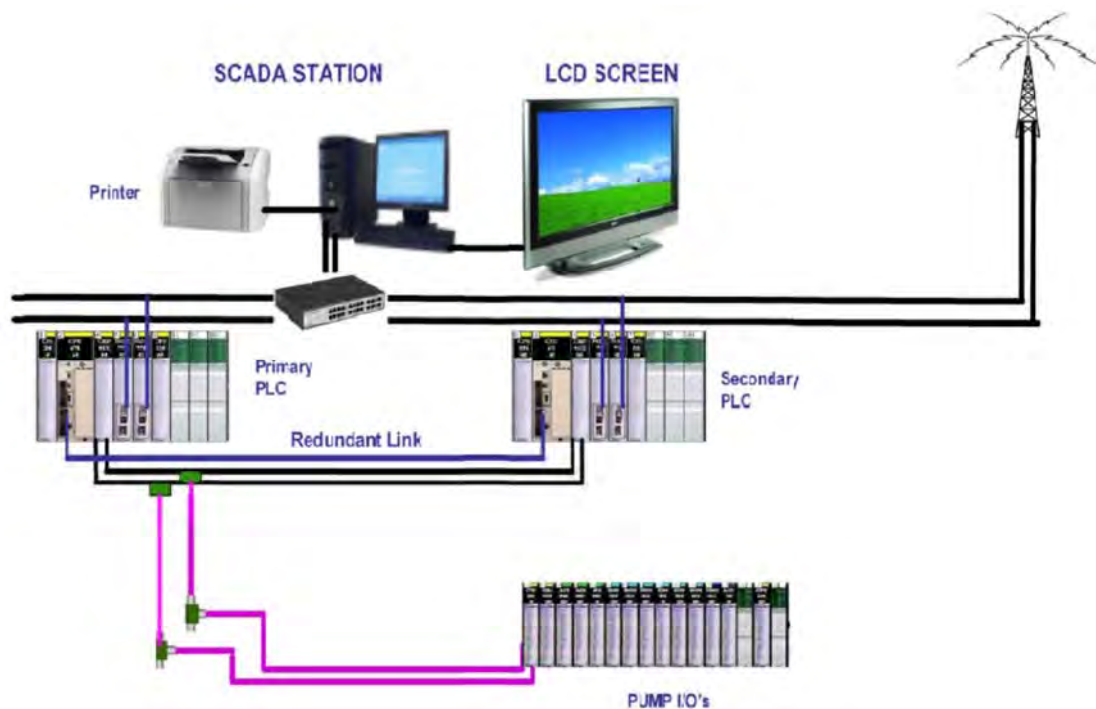 SCADA STATION
LCD SCREEN
Printer
Primary
PLC
Secondary
PLC
Redundant Link
PUMP I/O's